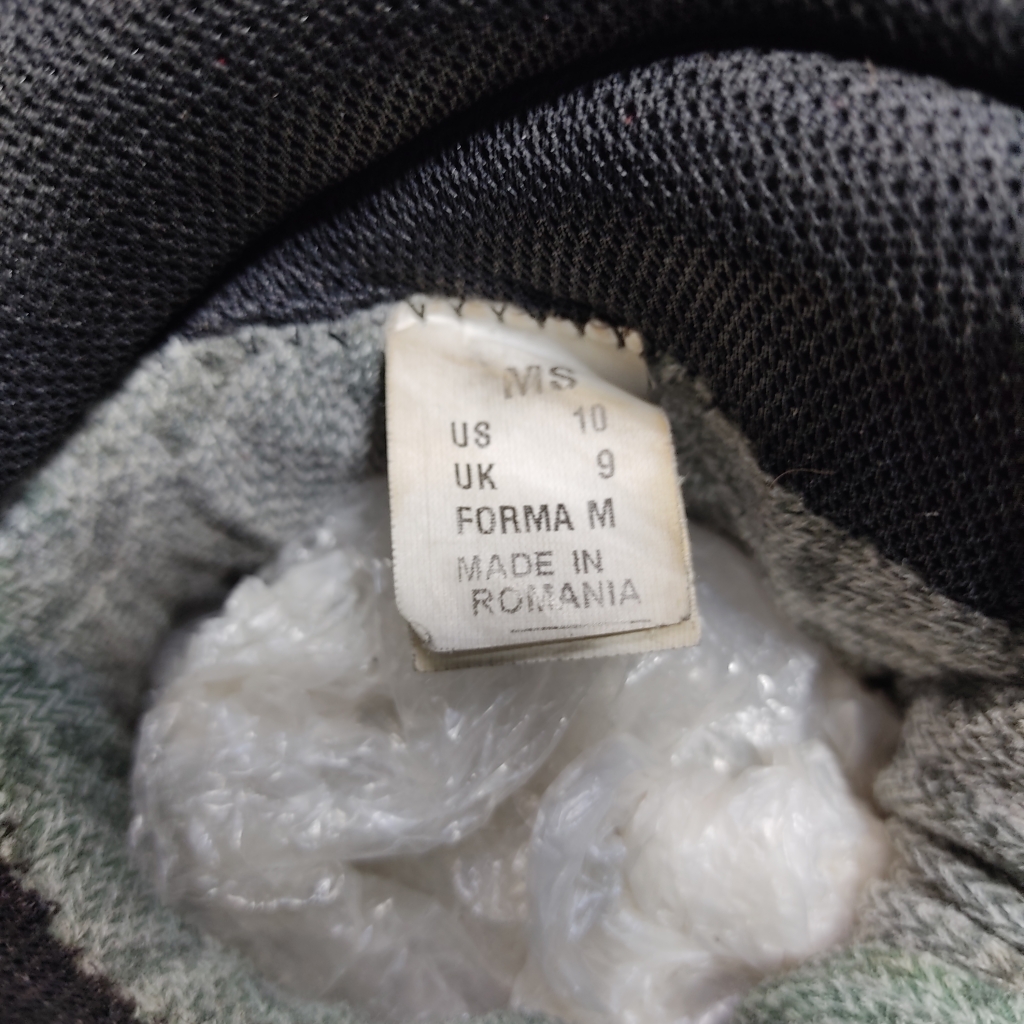 MS
US 10
UK 9
FORMA M
MADE IN
ROMANIA